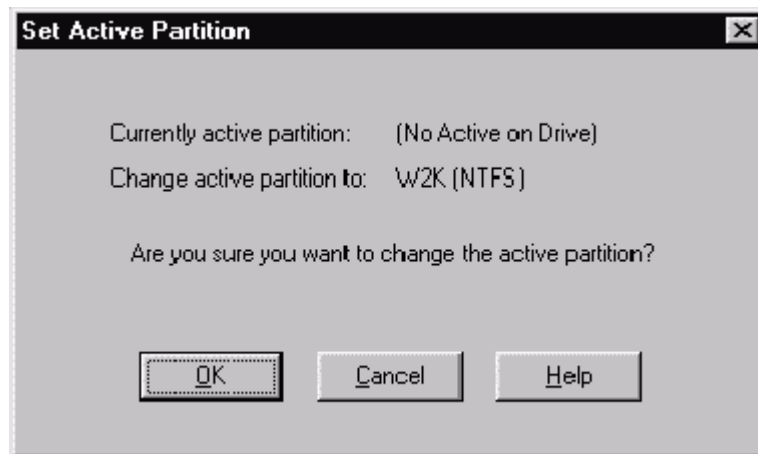 Set Active Partition
Currently active partition: (No Active on Drive)
Change active partition to: W2K (NTFS)
Are you sure you want to change the active partition?
OK Cancel Help